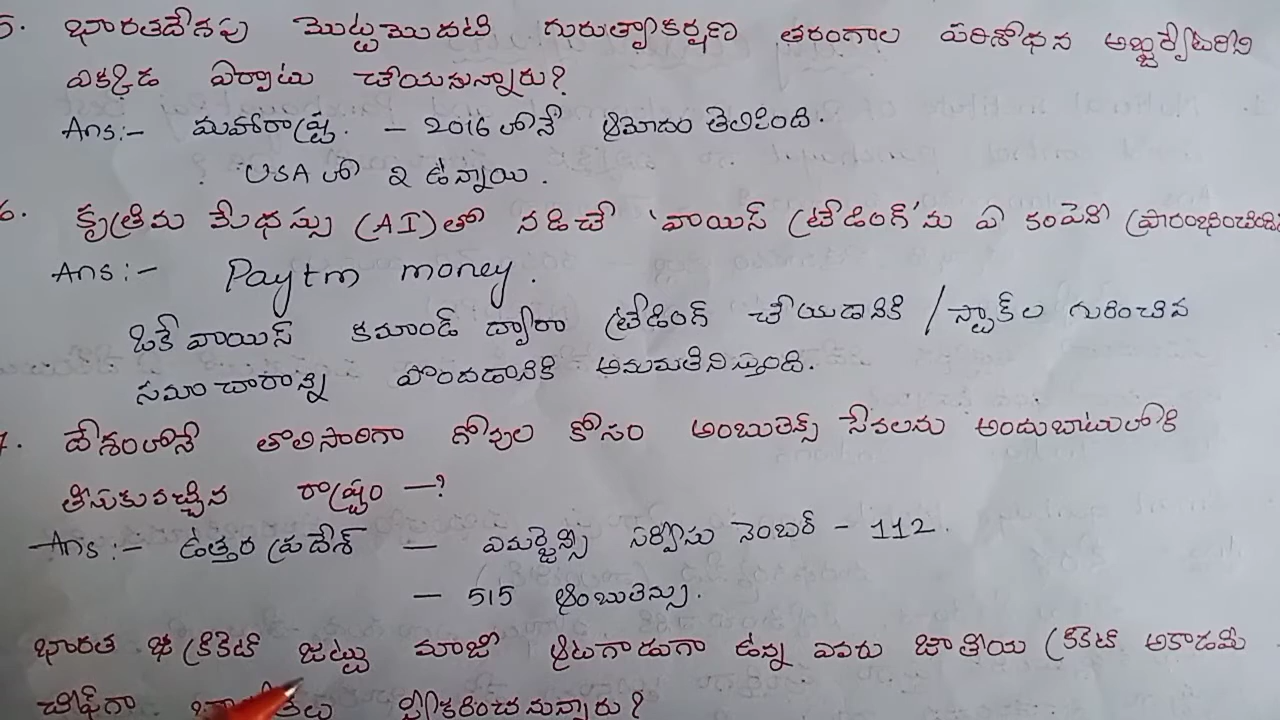 5. భారతదేశపు మొట్టమొదటి గురుత్వాకర్షణ తరంగాల పరిశోధన అబ్జర్వేటరీని
ఎక్కడ ఏర్పాటు చేయనున్నారు?
Ans:- మహారాష్ట్ర. - 2016 లోనే ఆమోదం తెలిపింది.
USA లో 2 ఉన్నాయి.
6. కృత్రిమ మేధస్సు (AI)తో నడిచే 'వాయిస్ ట్రేడింగ్'ను ఏ కంపెనీ ప్రారంభించింది
Ans:- Paytm money.
ఒకే వాయిస్ కమాండ్ ద్వారా ట్రేడింగ్ చేయడానికి / స్టాక్‌ల గురించిన
సమాచారాన్ని పొందడానికి అనుమతినిస్తుంది.
7. దేశంలోనే తొలిసారిగా గోవుల కోసం అంబులెన్స్ సేవలను అందుబాటులోకి
తీసుకువచ్చిన రాష్ట్రం —?
Ans:- ఉత్తర ప్రదేశ్ — ఎమర్జెన్సీ సర్వీసు నెంబర్ - 112.
— 515 అంబులెన్సు.
భారత క్రికెట్ జట్టు మాజీ ఆటగాడుగా ఉన్న ఎవరు జాతీయ క్రికెట్ అకాడమీ
చీఫ్‌గా స్వీకరించనున్నారు?